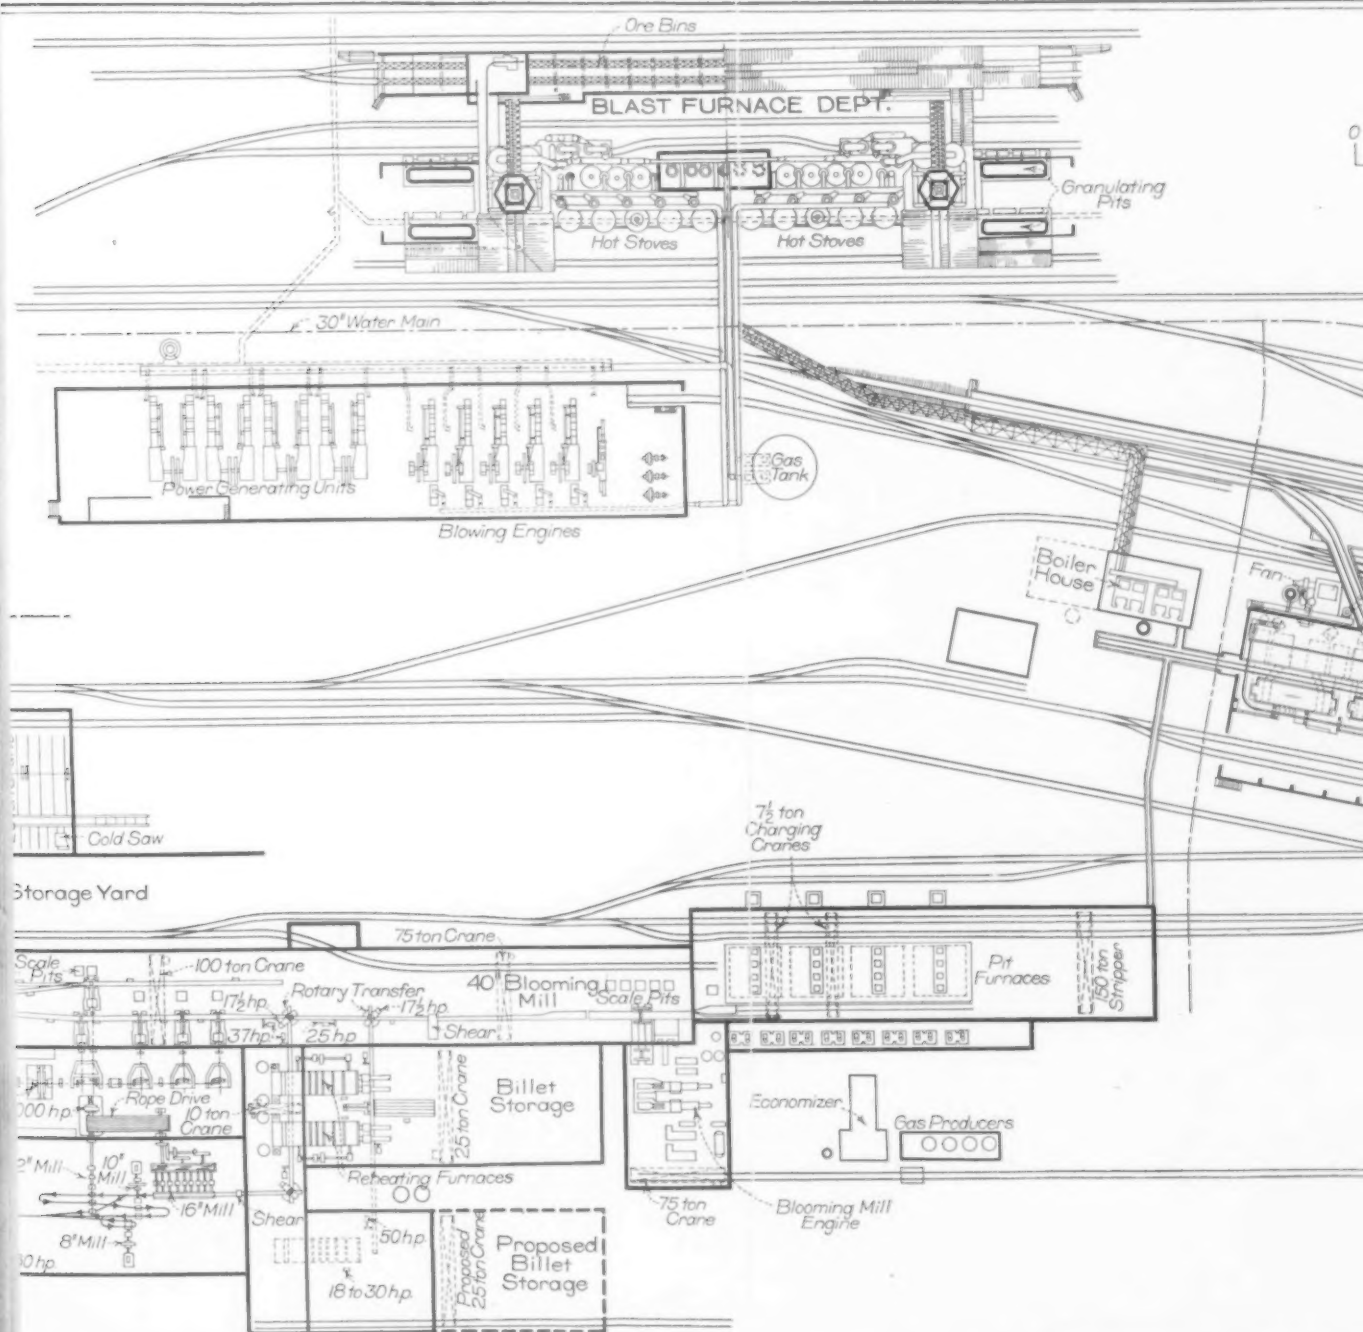 Ore Bins
BLAST FURNACE DEPT.
Granulating
Pits
Hot Stoves
Hot Stoves
30" Water Main
Gas
Tank
Power Generating Units
Blowing Engines
Boiler
House
Fan
Cold Saw
7½ ton
Charging
Cranes
Storage Yard
75 ton Crane
Scale
Pits
100 ton Crane
40 Blooming
Mill
Scale Pits
Pit
Furnaces
150 ton
Stripper
17½ hp.
Rotary Transfer
17½ hp.
37 hp.
25 hp
Shear
000 h.p.
Rope Drive
10 ton
Crane
25 ton Crane
Billet
Storage
Economizer
Gas Producers
2" Mill
10"
Mill
16" Mill
Reheating Furnaces
Shear
75 ton
Crane
Blooming Mill
Engine
8" Mill
50 h.p.
18 to 30 h.p.
Proposed
25 ton Crane
Proposed
Billet
Storage